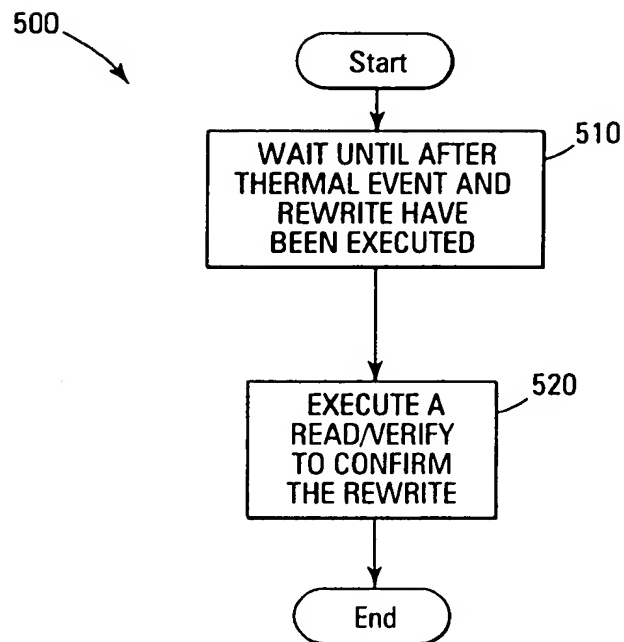 500
Start
510
WAIT UNTIL AFTER
THERMAL EVENT AND
REWRITE HAVE
BEEN EXECUTED
520
EXECUTE A
READ/VERIFY
TO CONFIRM
THE REWRITE
End